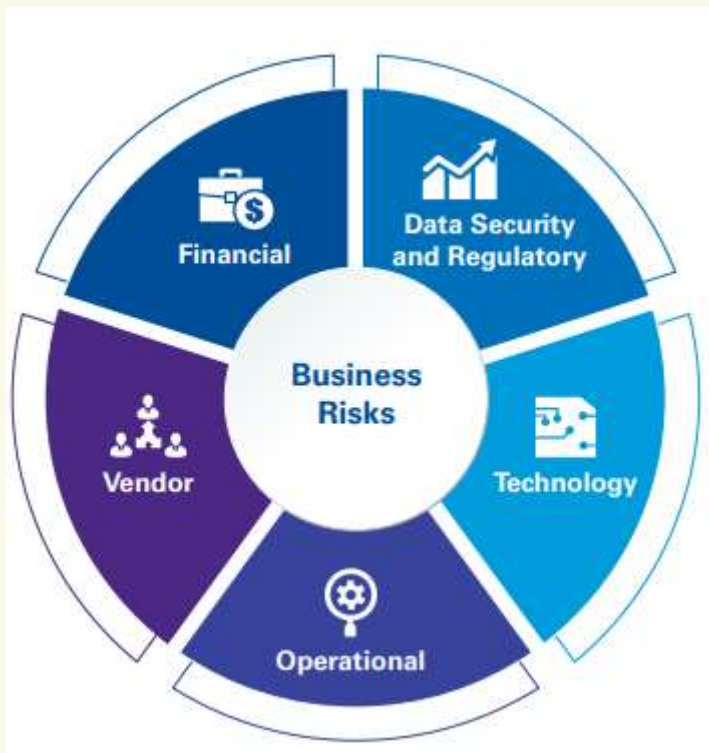 Financial
Data Security
and Regulatory
Business
Risks
Vendor
Technology
Operational
$